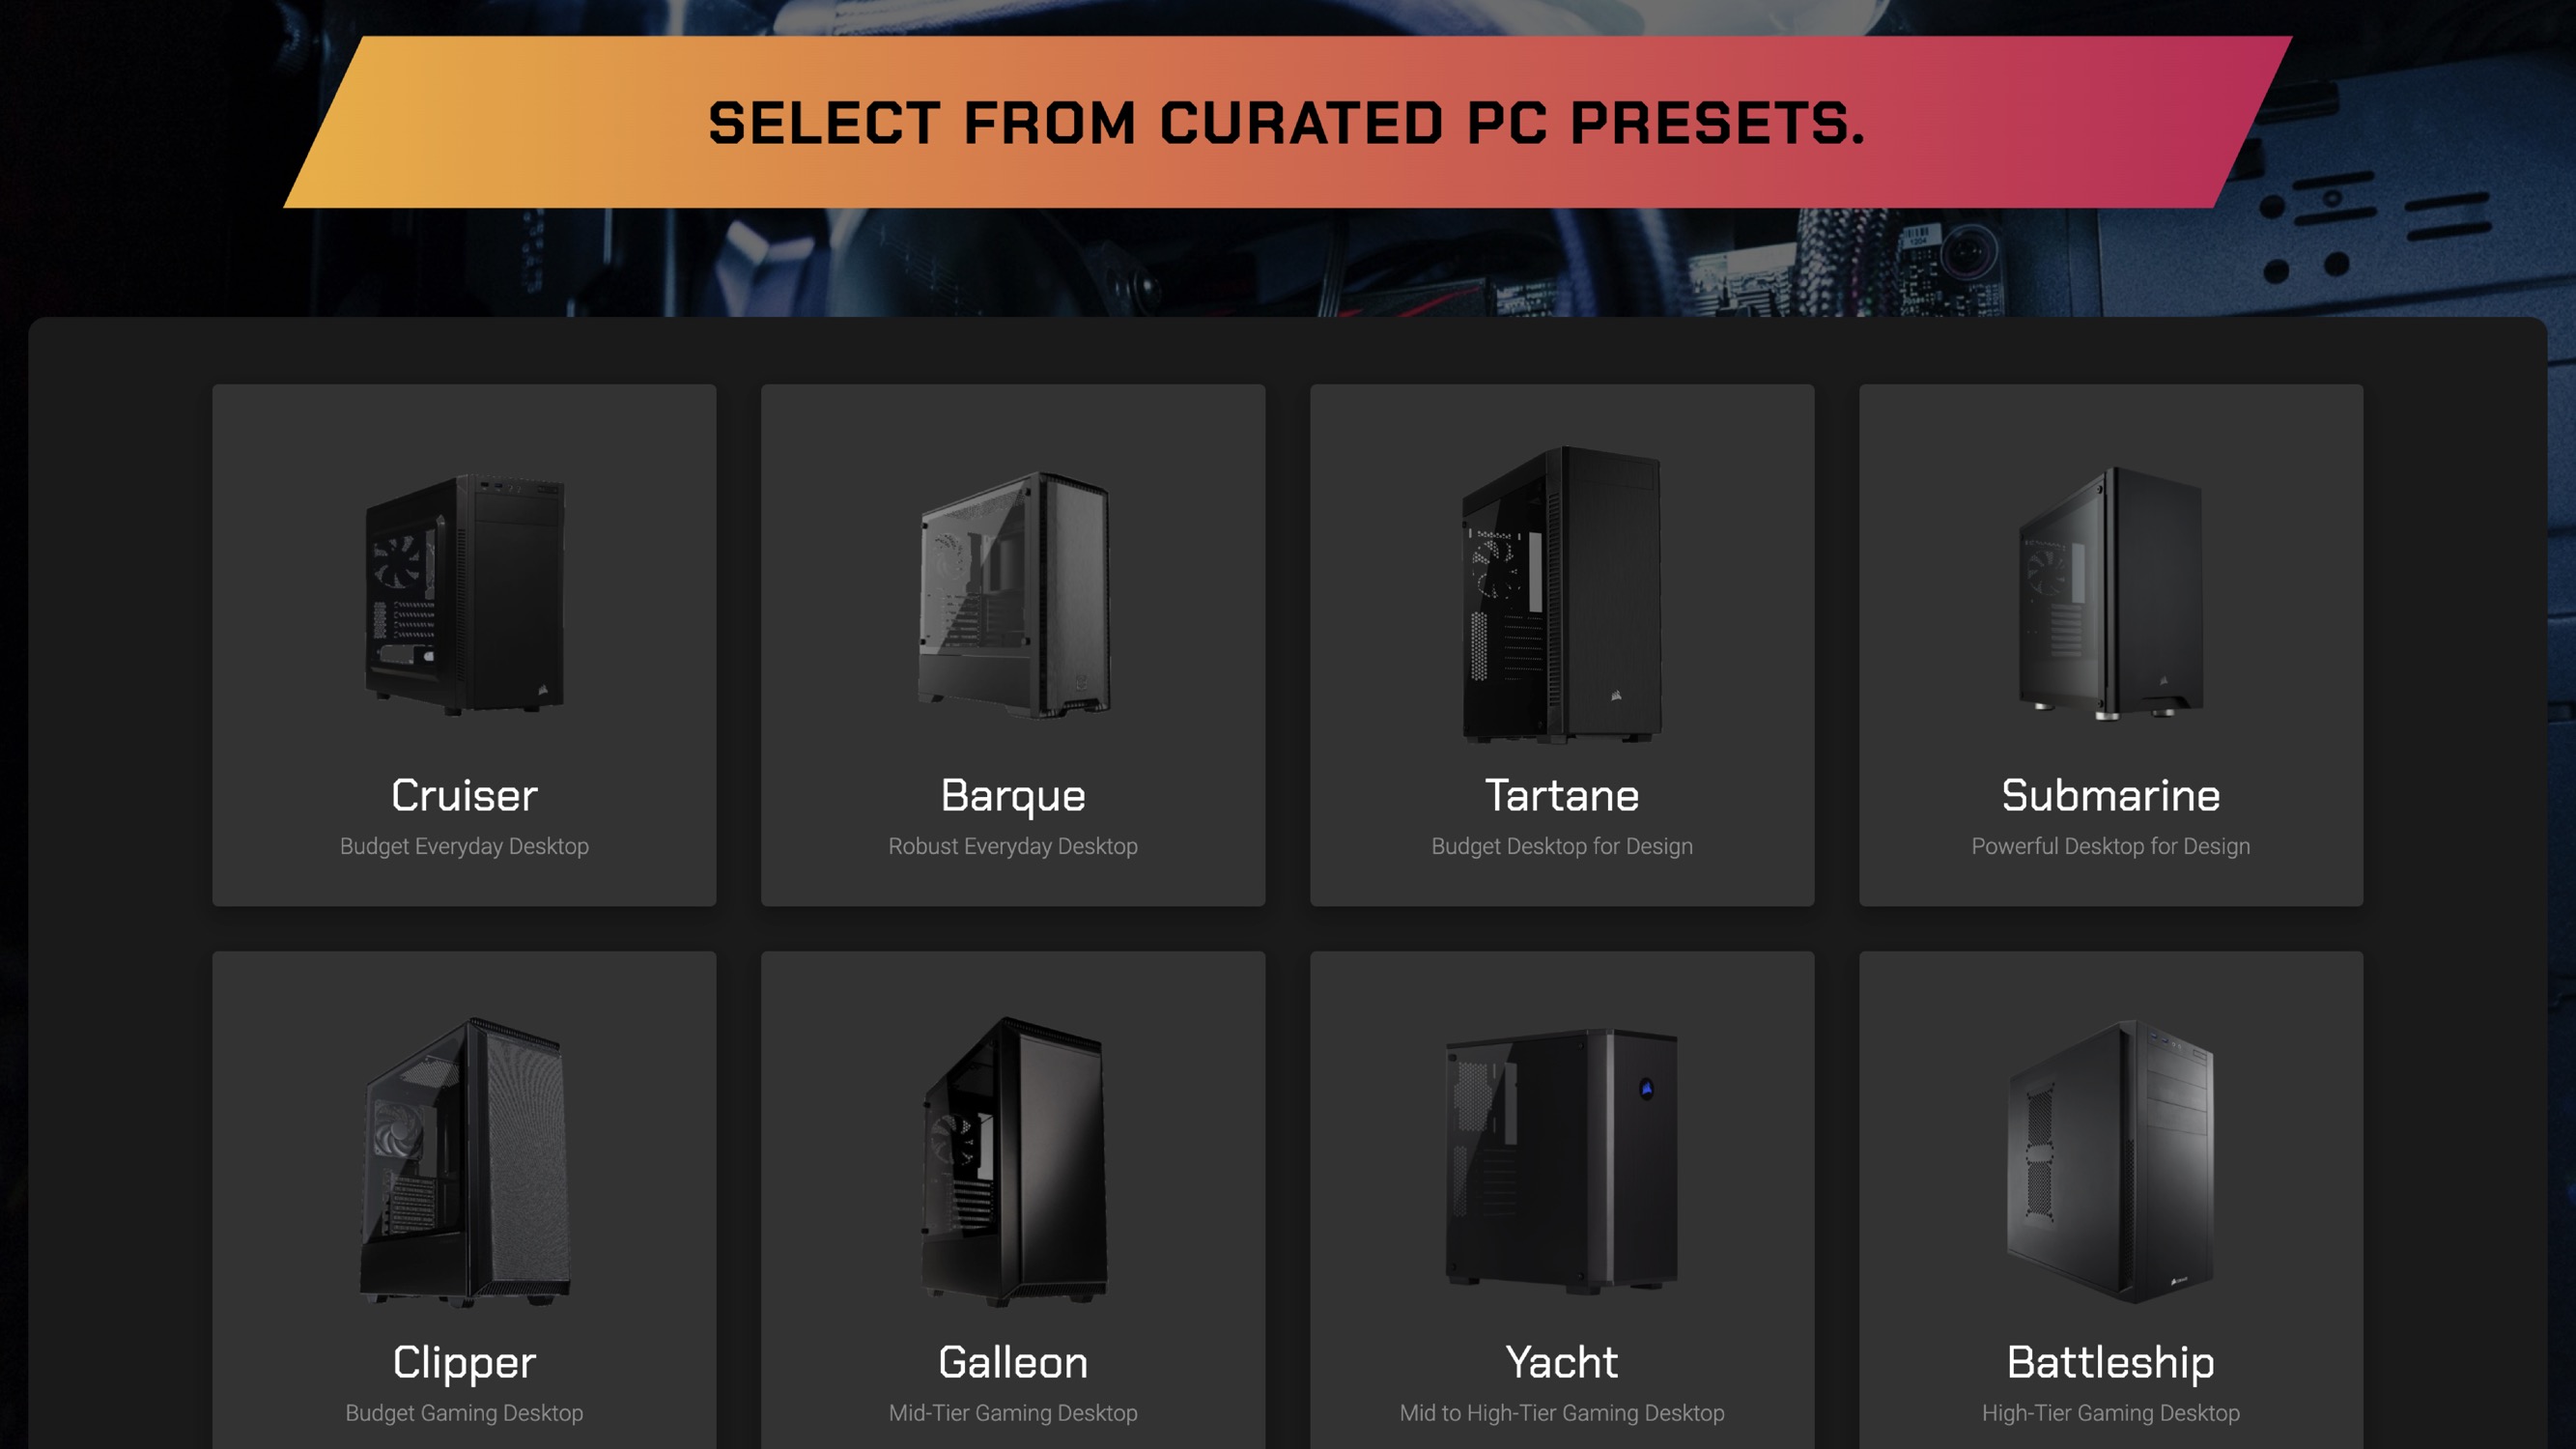 SELECT FROM CURATED PC PRESETS.
1204
Cruiser
Budget Everyday Desktop
Barque
Robust Everyday Desktop
Tartane
Budget Desktop for Design
Submarine
Powerful Desktop for Design
Clipper
Budget Gaming Desktop
Galleon
Mid-Tier Gaming Desktop
Yacht
Mid to High-Tier Gaming Desktop
Battleship
High-Tier Gaming Desktop